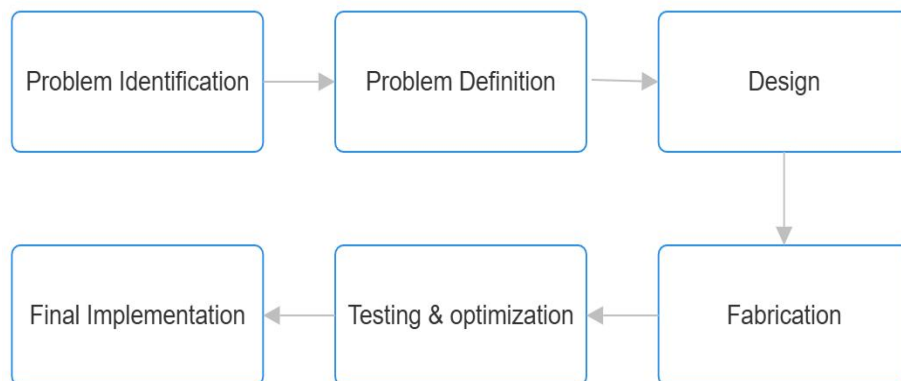 Problem Identification
Problem Definition
Design
Fabrication
Testing & optimization
Final Implementation